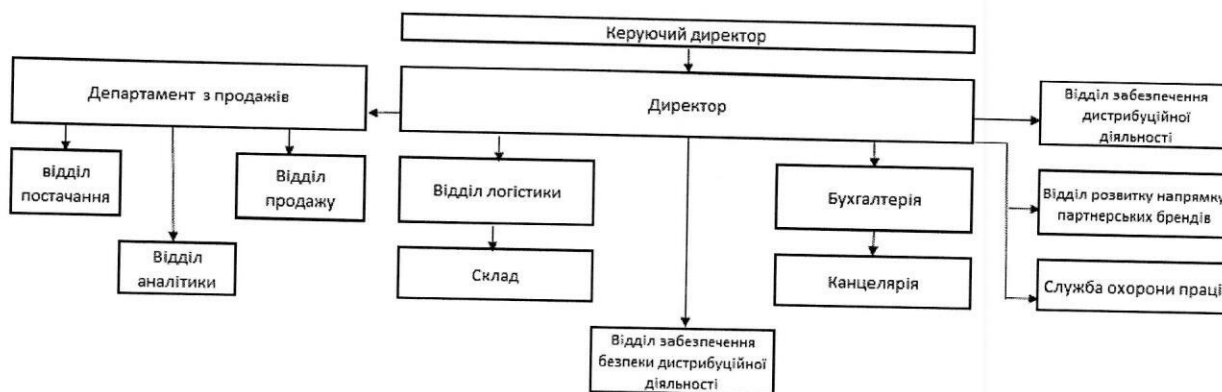 Керуючий директор
Департамент з продажів
Директор
Відділ забезпечення
дистрибуційної
діяльності
відділ
постачання
Відділ
продажу
Відділ логістики
Бухгалтерія
Відділ розвитку напрямку
партнерських брендів
Відділ
аналітики
Склад
Канцелярія
Служба охорони праці
Відділ забезпечення
безпеки дистрибуційної
діяльності